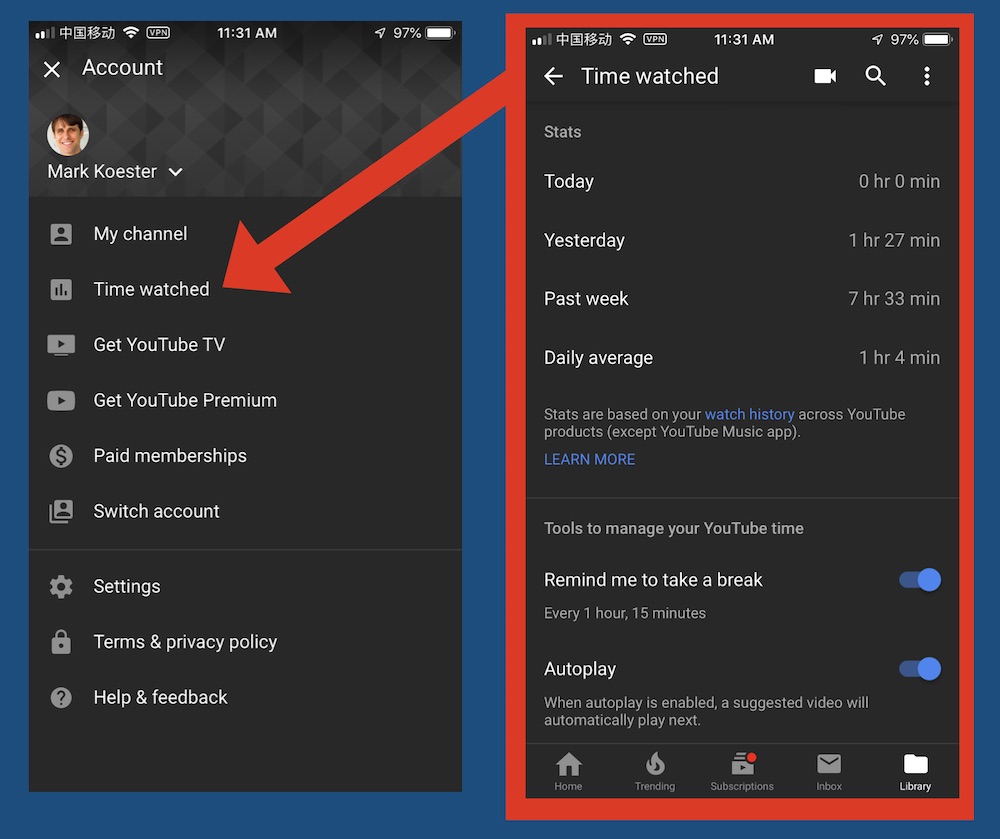 中国移动 VPN 11:31 AM 97%
Account
Mark Koester
My channel
Time watched
Get YouTube TV
Get YouTube Premium
Paid memberships
Switch account
Settings
Terms & privacy policy
Help & feedback
中国移动 VPN 11:31 AM 97%
Time watched
Stats
Today 0 hr 0 min
Yesterday 1 hr 27 min
Past week 7 hr 33 min
Daily average 1 hr 4 min
Stats are based on your watch history across YouTube
products (except YouTube Music app).
LEARN MORE
Tools to manage your YouTube time
Remind me to take a break
Every 1 hour, 15 minutes
Autoplay
When autoplay is enabled, a suggested video will
automatically play next.
Home Trending Subscriptions Inbox Library